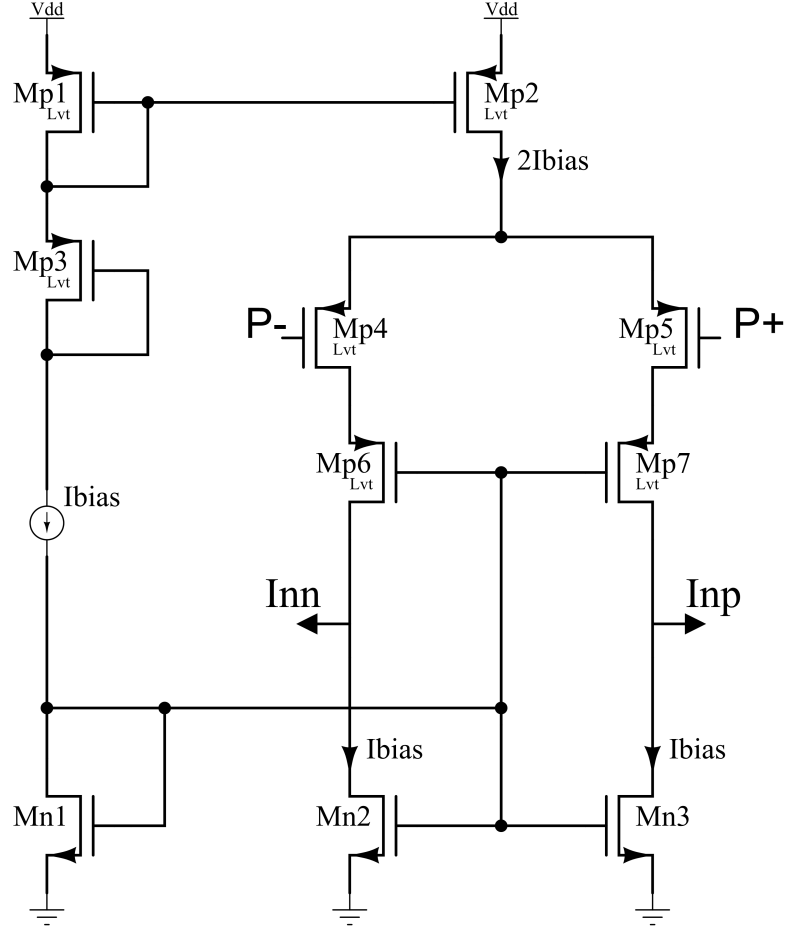 Vdd
Vdd
Mp1
Lvt
Mp2
Lvt
2Ibias
Mp3
Lvt
P-
Mp4
Lvt
Mp5
Lvt
P+
Mp6
Lvt
Mp7
Lvt
Ibias
Inn
Inp
Ibias
Ibias
Mn1
Mn2
Mn3